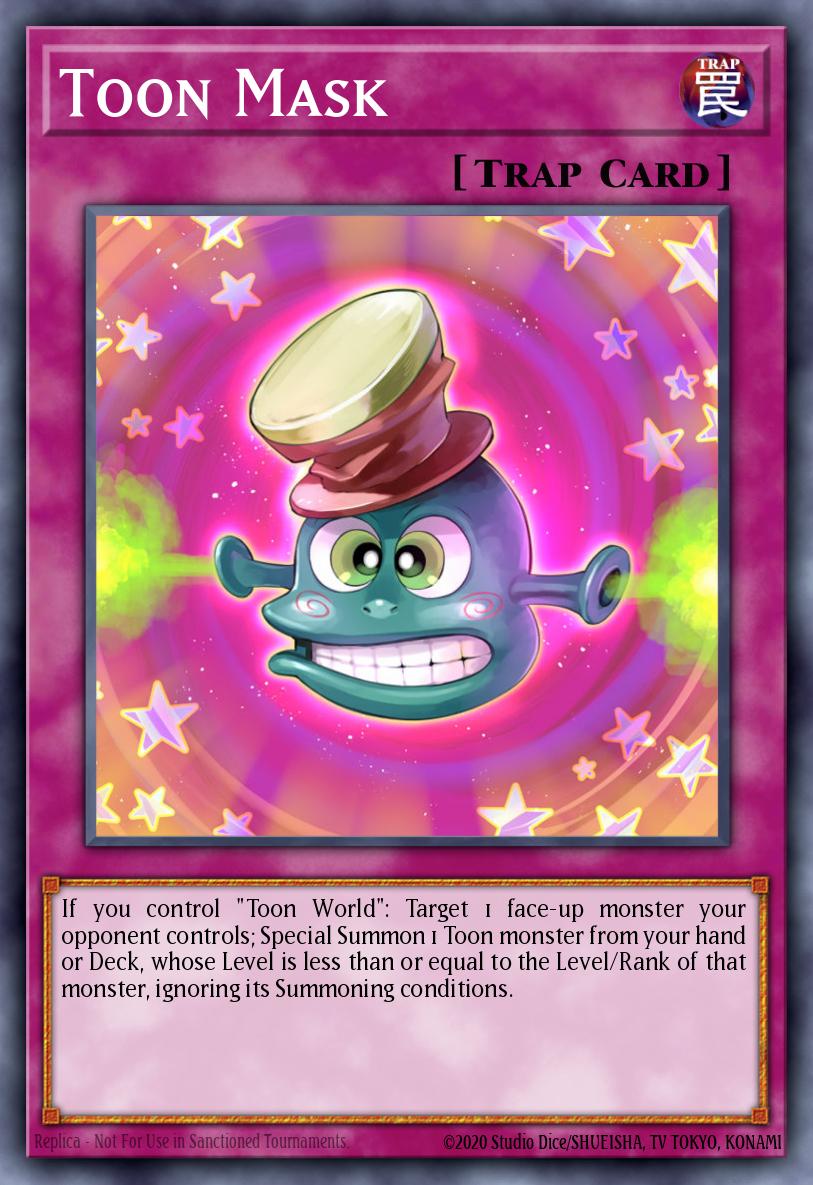 Toon Mask
TRAP
罠
[Trap Card]
If you control "Toon World": Target 1 face-up monster your
opponent controls; Special Summon 1 Toon monster from your hand
or Deck, whose Level is less than or equal to the Level/Rank of that
monster, ignoring its Summoning conditions.
Replica - Not For Use in Sanctioned Tournaments.
©2020 Studio Dice/SHUEISHA, TV TOKYO, KONAMI